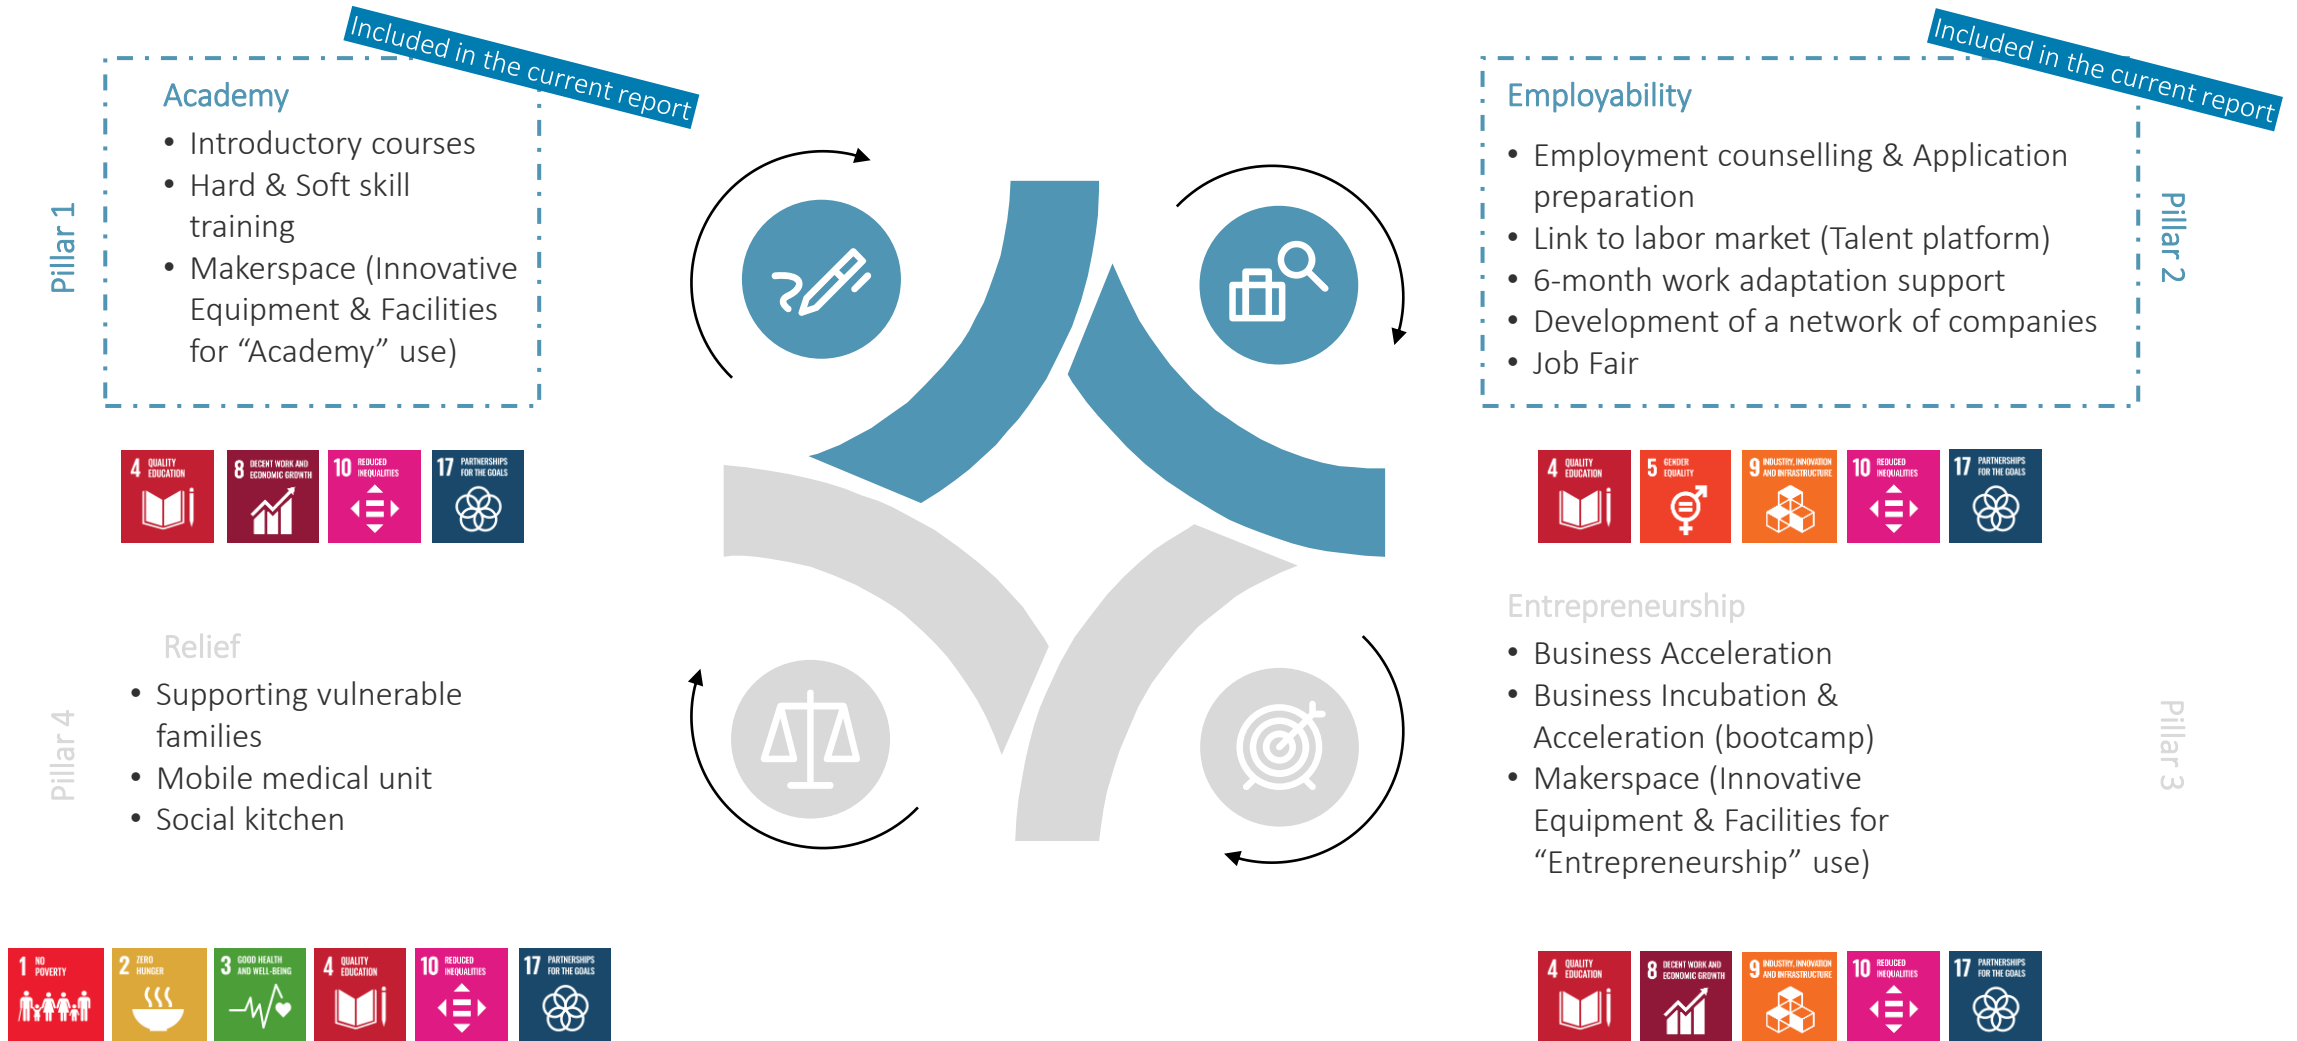 Included in the current report
Pillar 1
Academy
• Introductory courses
• Hard & Soft skill
training
• Makerspace (Innovative
Equipment & Facilities
for “Academy” use)
4 QUALITY
EDUCATION
8 DECENT WORK AND
ECONOMIC GROWTH
10 REDUCED
INEQUALITIES
17 PARTNERSHIPS
FOR THE GOALS
Included in the current report
Pillar 2
Employability
• Employment counselling & Application
preparation
• Link to labor market (Talent platform)
• 6-month work adaptation support
• Development of a network of companies
• Job Fair
4 QUALITY
EDUCATION
5 GENDER
EQUALITY
9 INDUSTRY, INNOVATION
AND INFRASTRUCTURE
10 REDUCED
INEQUALITIES
17 PARTNERSHIPS
FOR THE GOALS
Pillar 4
Relief
• Supporting vulnerable
families
• Mobile medical unit
• Social kitchen
1 NO
POVERTY
2 ZERO
HUNGER
3 GOOD HEALTH
AND WELL-BEING
4 QUALITY
EDUCATION
10 REDUCED
INEQUALITIES
17 PARTNERSHIPS
FOR THE GOALS
Pillar 3
Entrepreneurship
• Business Acceleration
• Business Incubation &
Acceleration (bootcamp)
• Makerspace (Innovative
Equipment & Facilities for
“Entrepreneurship” use)
4 QUALITY
EDUCATION
8 DECENT WORK AND
ECONOMIC GROWTH
9 INDUSTRY, INNOVATION
AND INFRASTRUCTURE
10 REDUCED
INEQUALITIES
17 PARTNERSHIPS
FOR THE GOALS